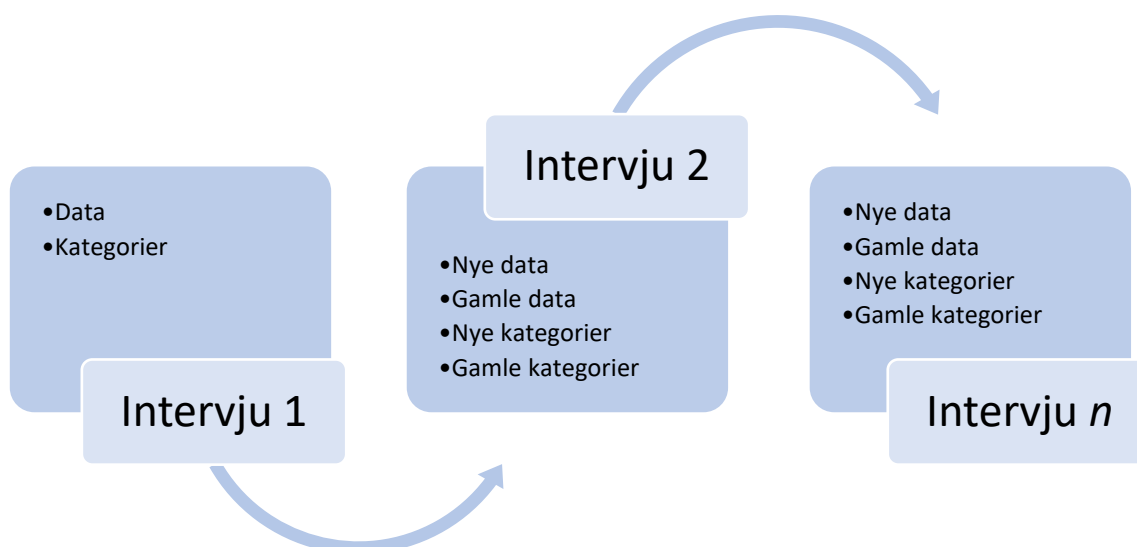 •Data
•Kategorier
Intervju 1
Intervju 2
•Nye data
•Gamle data
•Nye kategorier
•Gamle kategorier
•Nye data
•Gamle data
•Nye kategorier
•Gamle kategorier
Intervju n